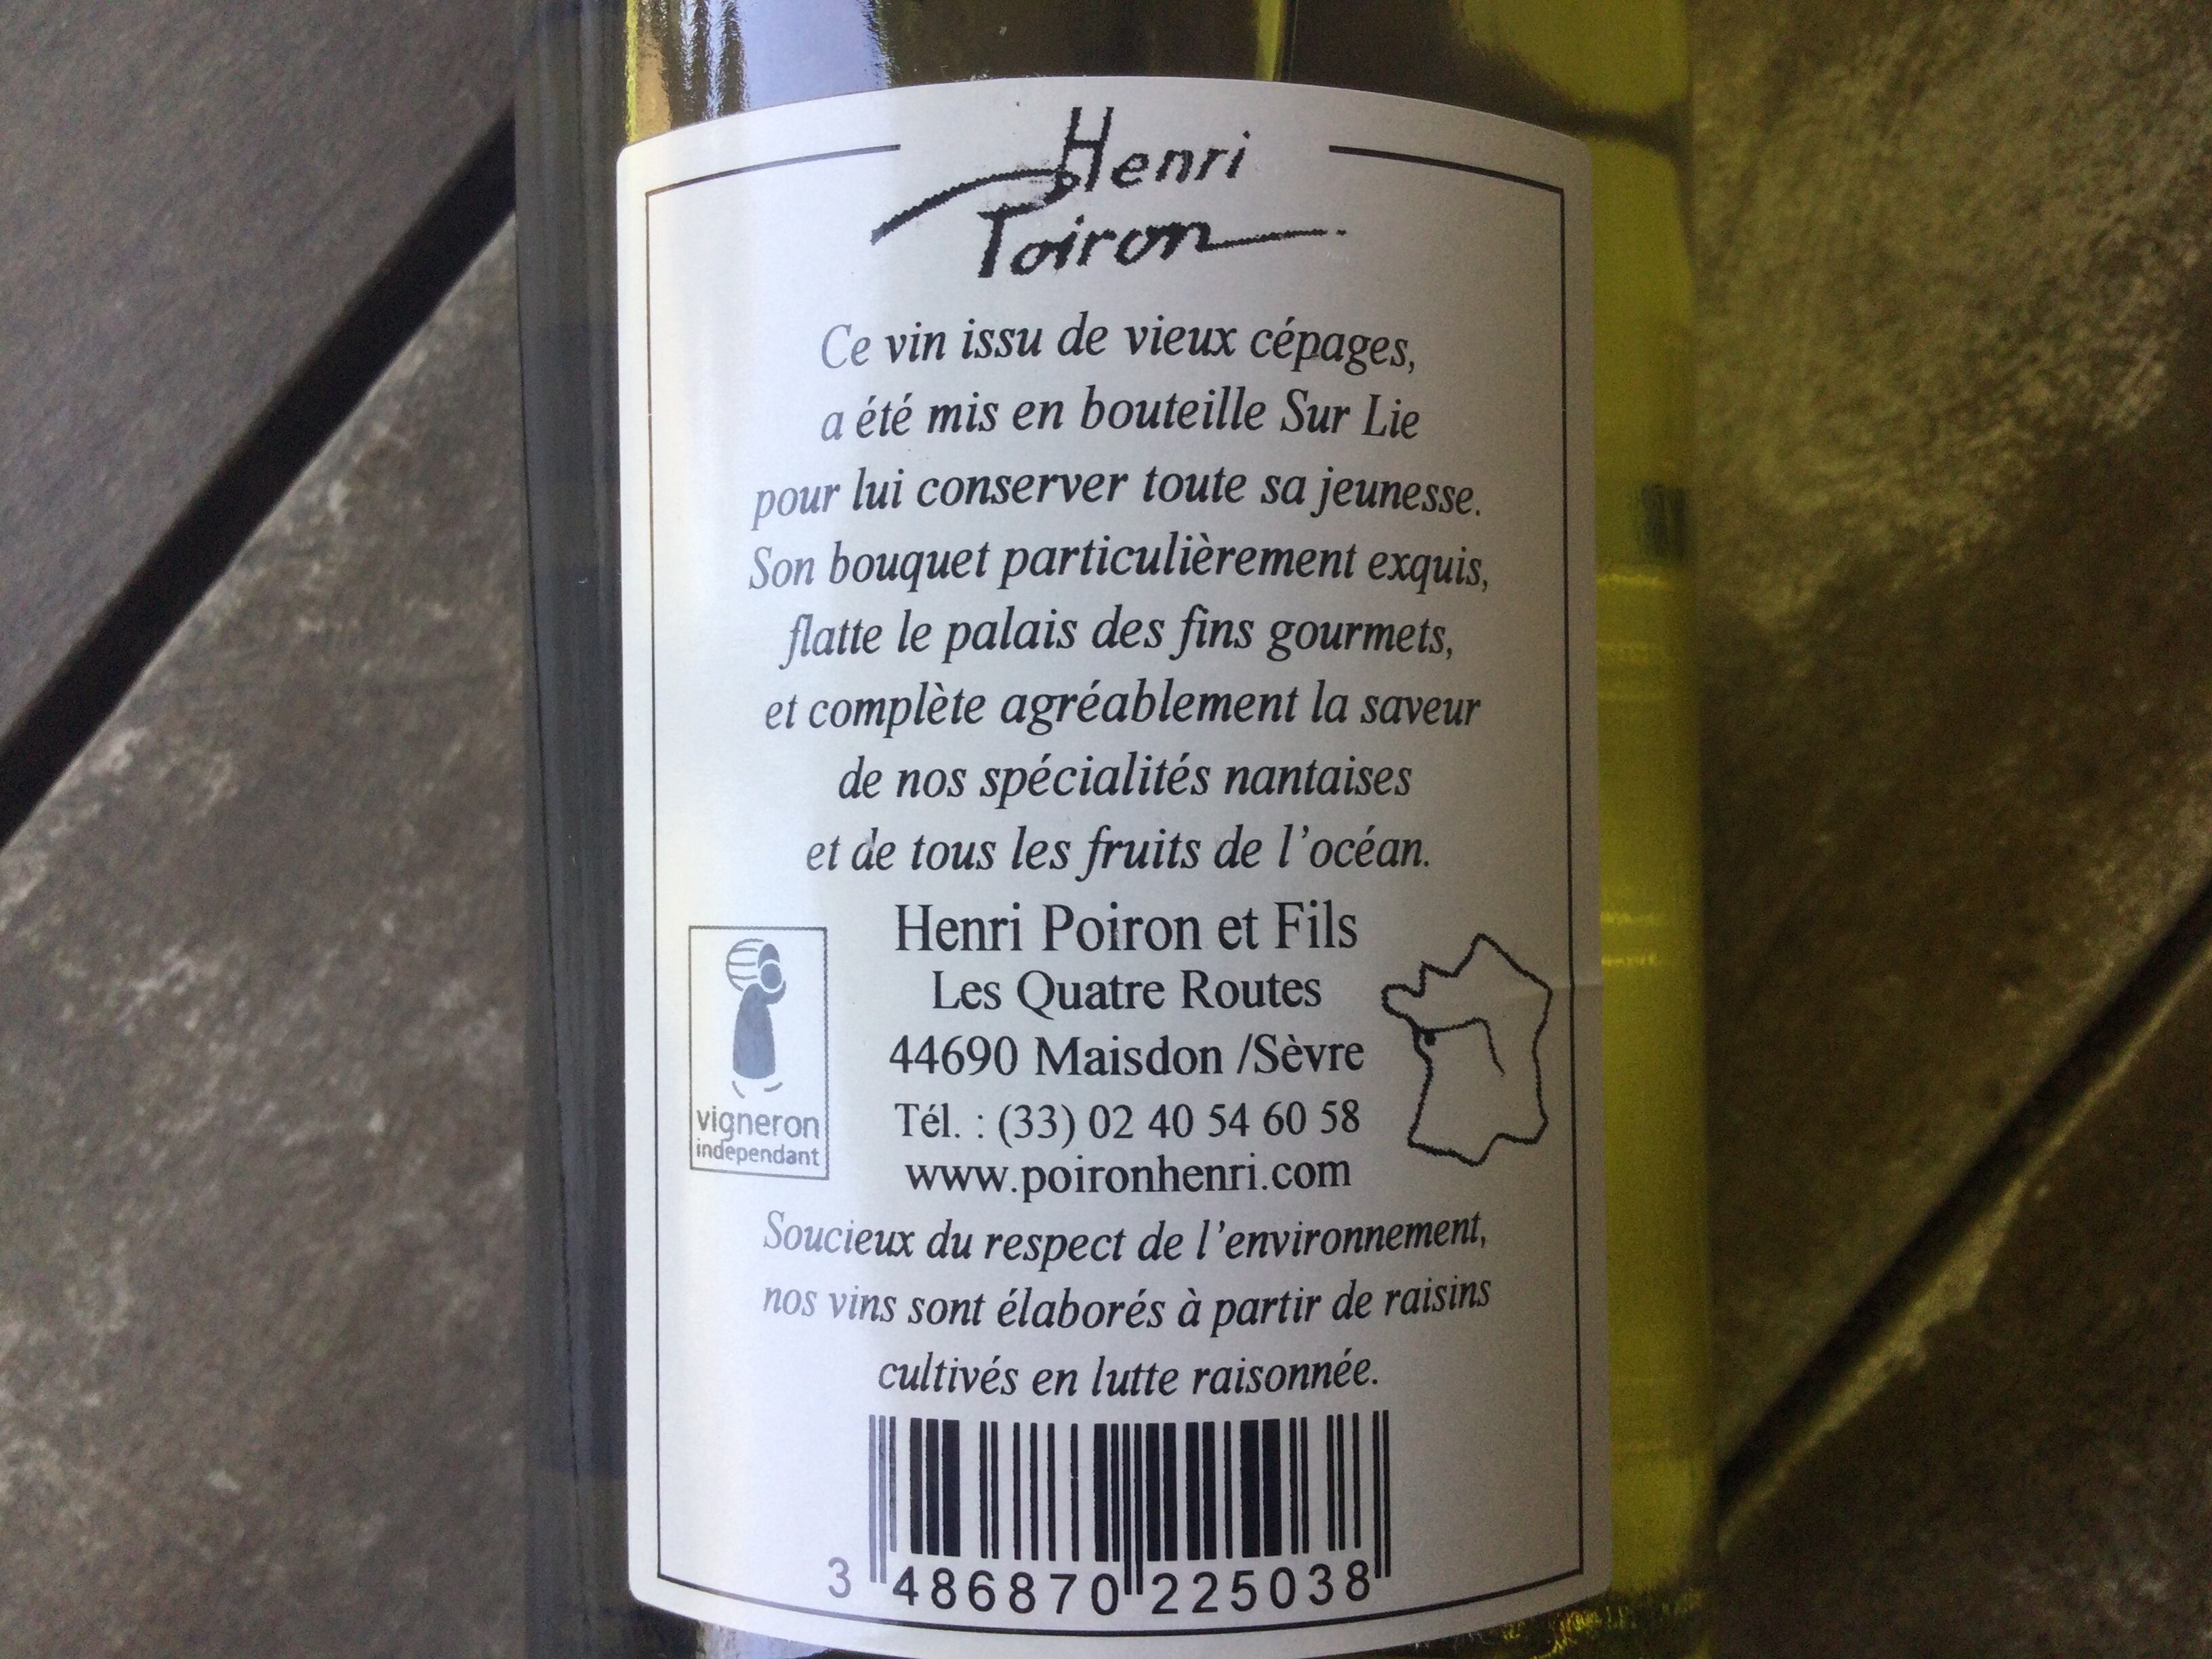 Henri
Poiron
Ce vin issu de vieux cépages,
a été mis en bouteille Sur Lie
pour lui conserver toute sa jeunesse.
Son bouquet particulièrement exquis,
flatte le palais des fins gourmets,
et complète agréablement la saveur
de nos spécialités nantaises
et de tous les fruits de l'océan.
Henri Poiron et Fils
Les Quatre Routes
44690 Maisdon /Sèvre
Tél. : (33) 02 40 54 60 58
www.poironhenri.com
vigneron
indépendant
Soucieux du respect de l'environnement,
nos vins sont élaborés à partir de raisins
cultivés en lutte raisonnée.
3 486870 225038